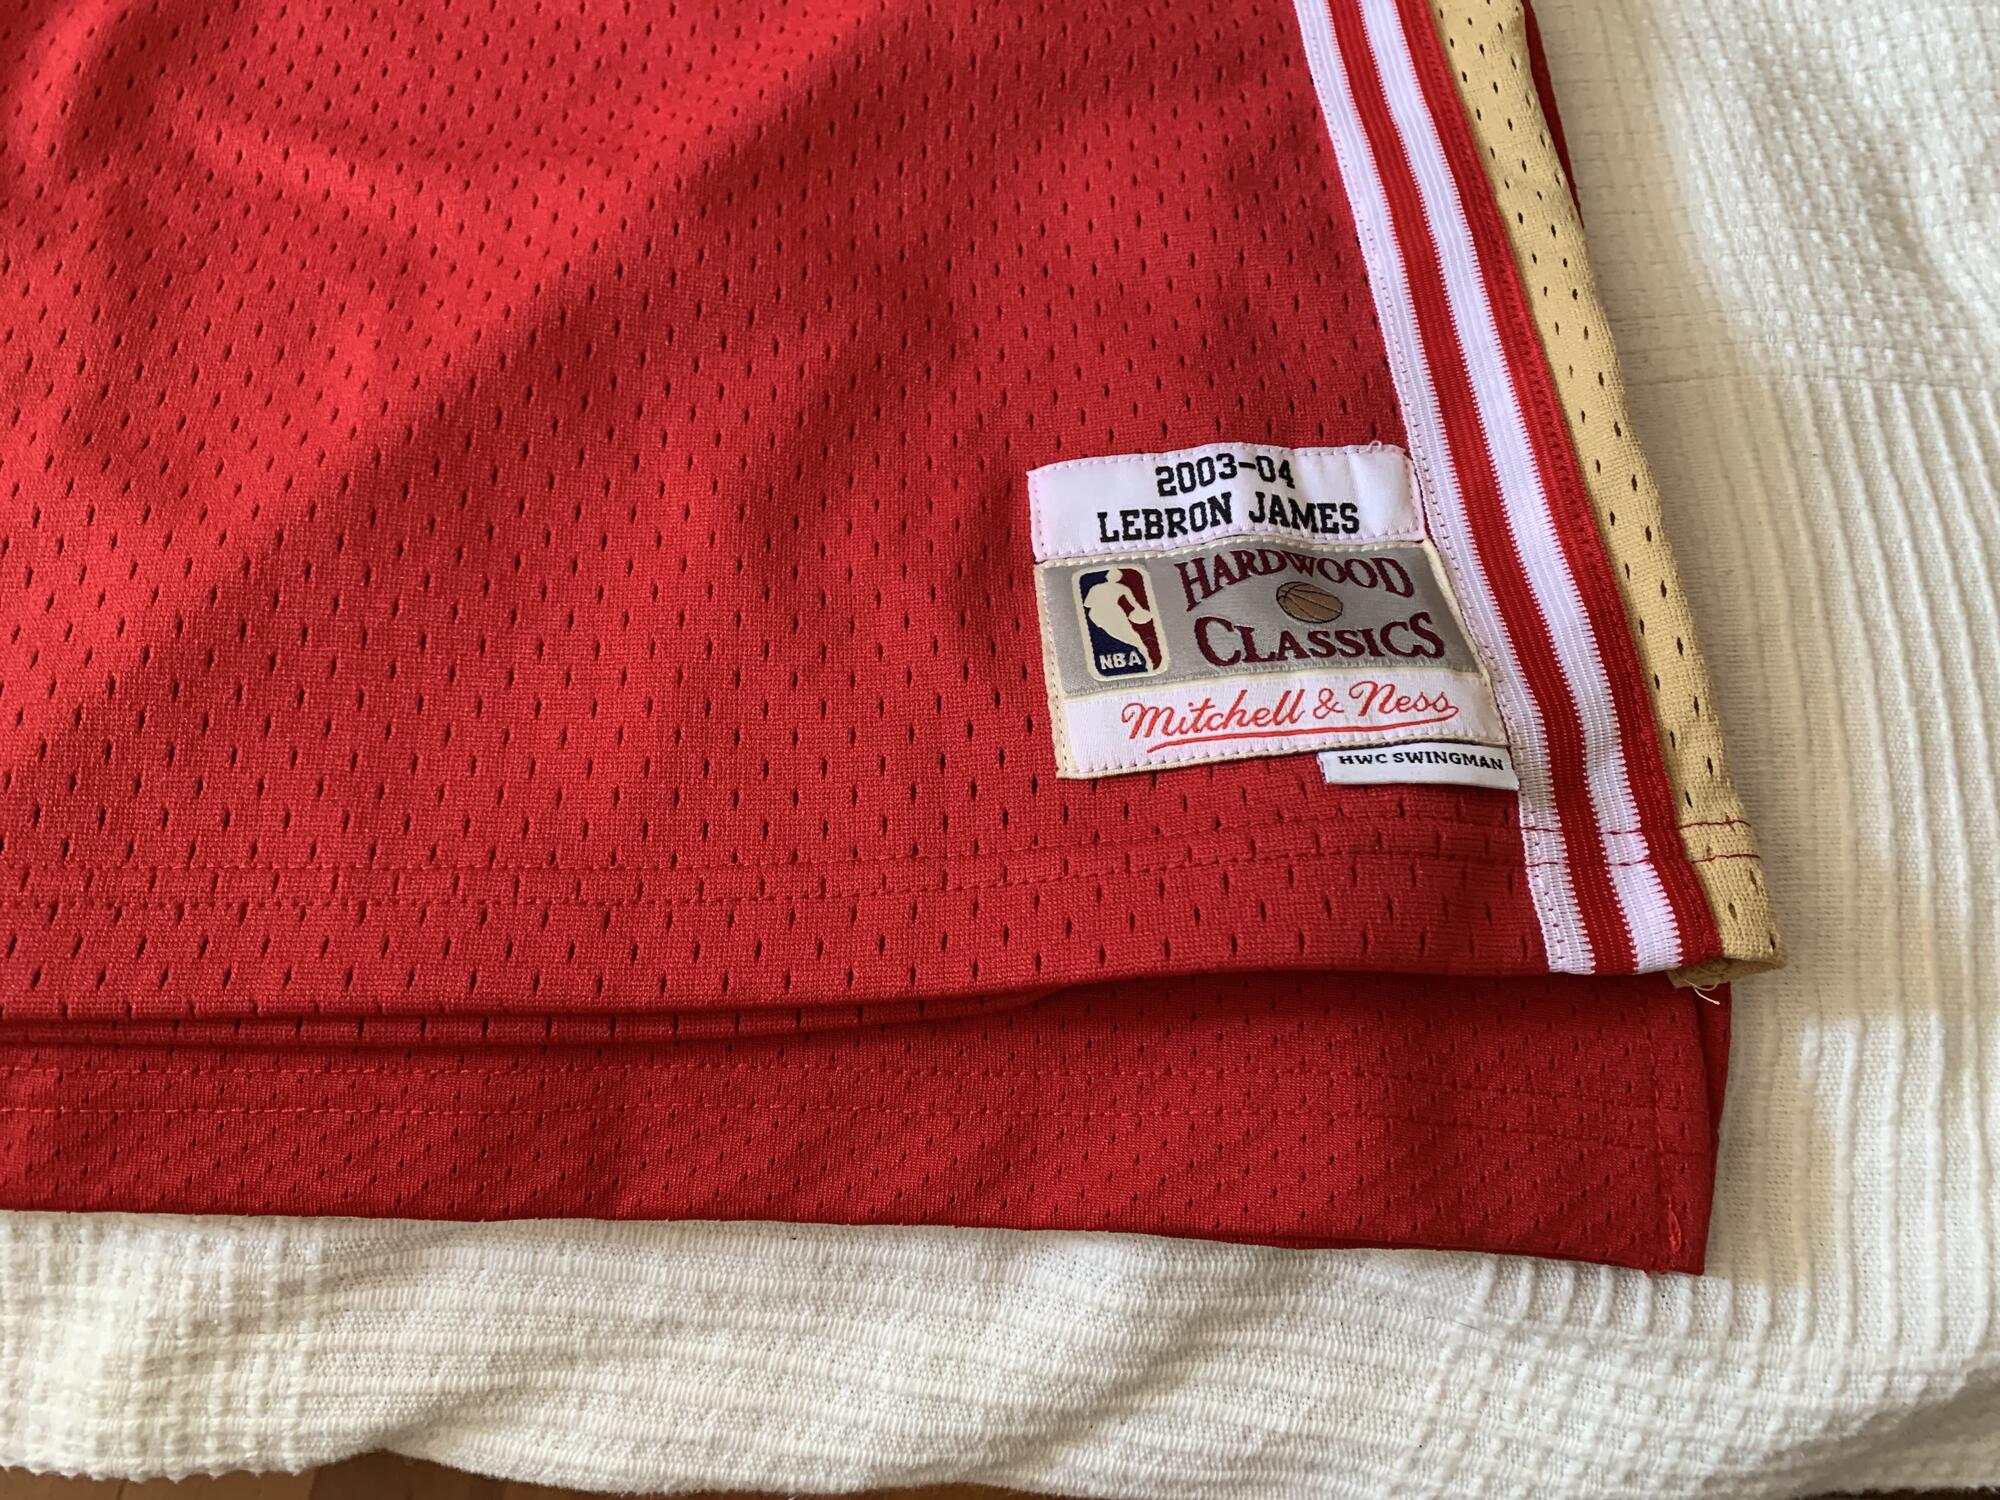 2003-04
LEBRON JAMES
HARDWOOD
CLASSICS
NBA
Mitchell & Ness
HWC SWINGMAN